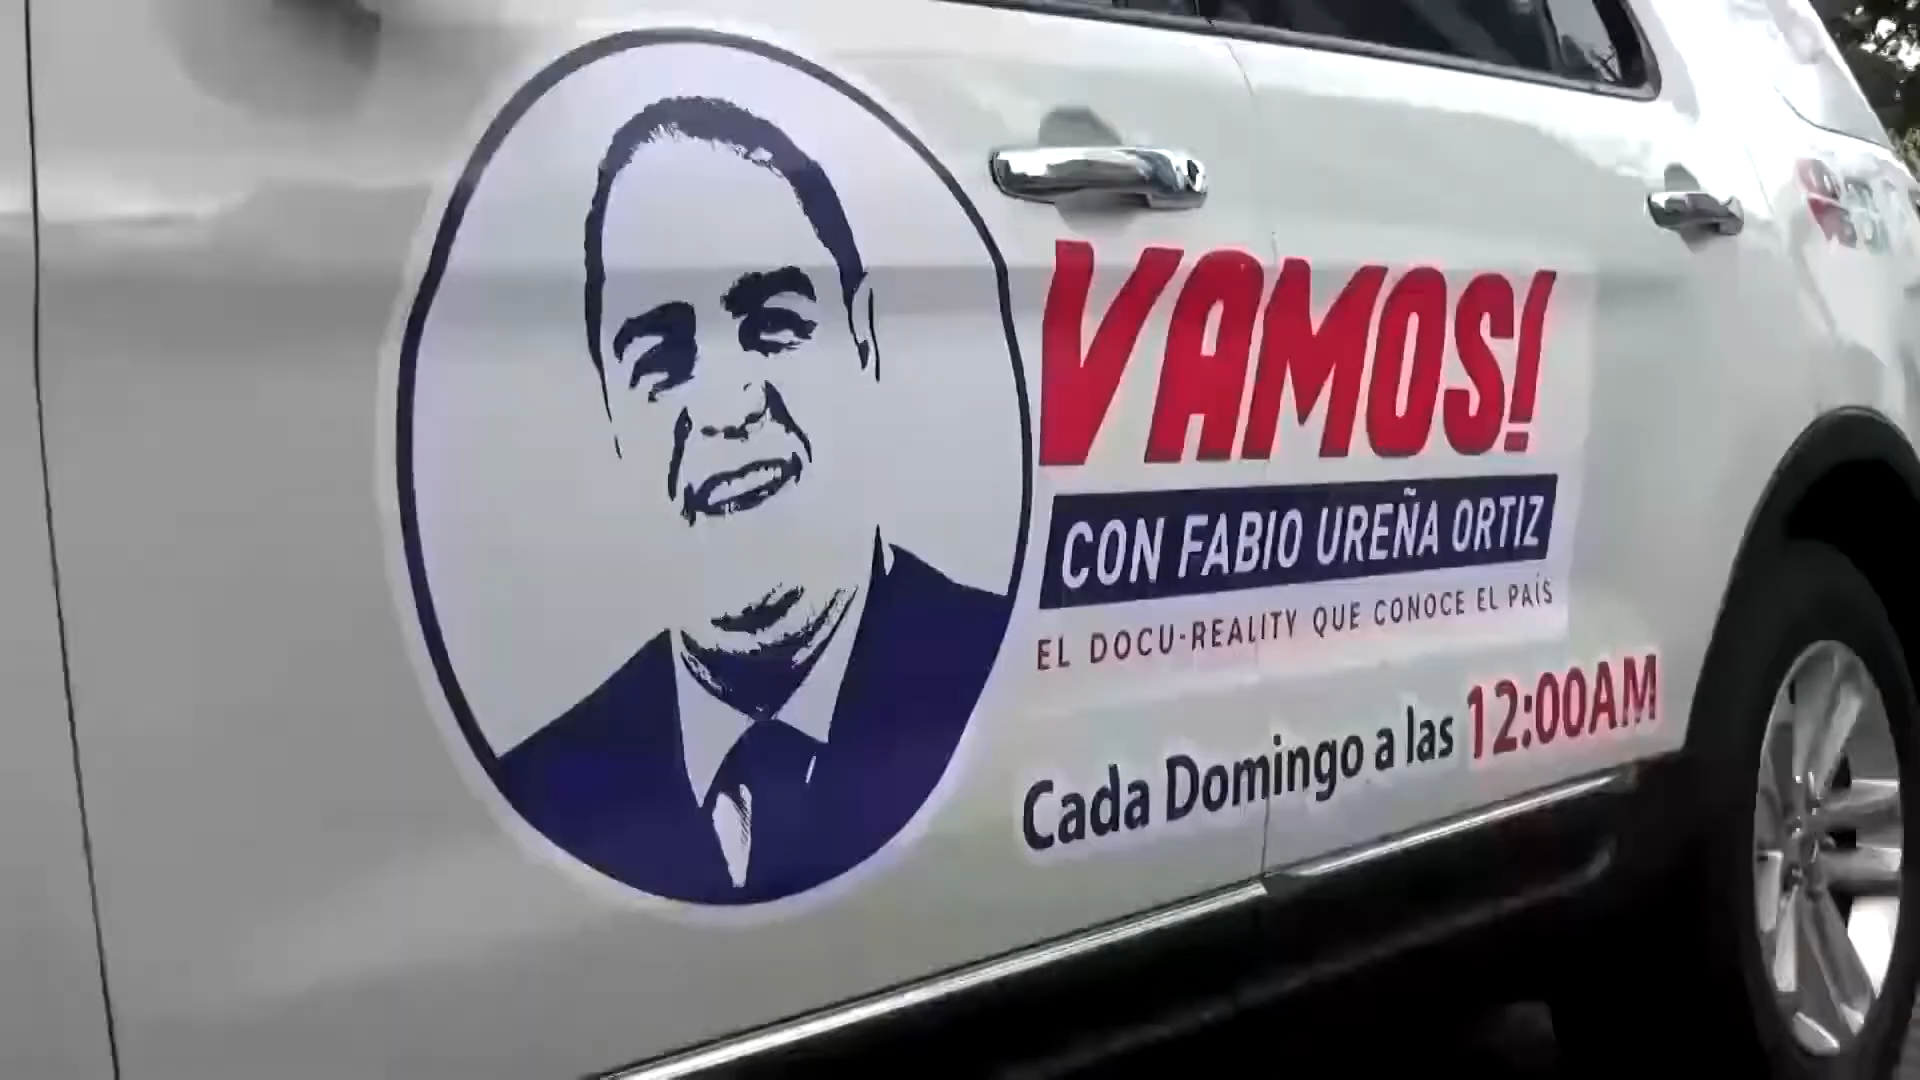 VAMOS!
CON FABIO UREÑA ORTIZ
EL DOCU-REALITY QUE CONOCE EL PAÍS
Cada Domingo a las 12:00AM